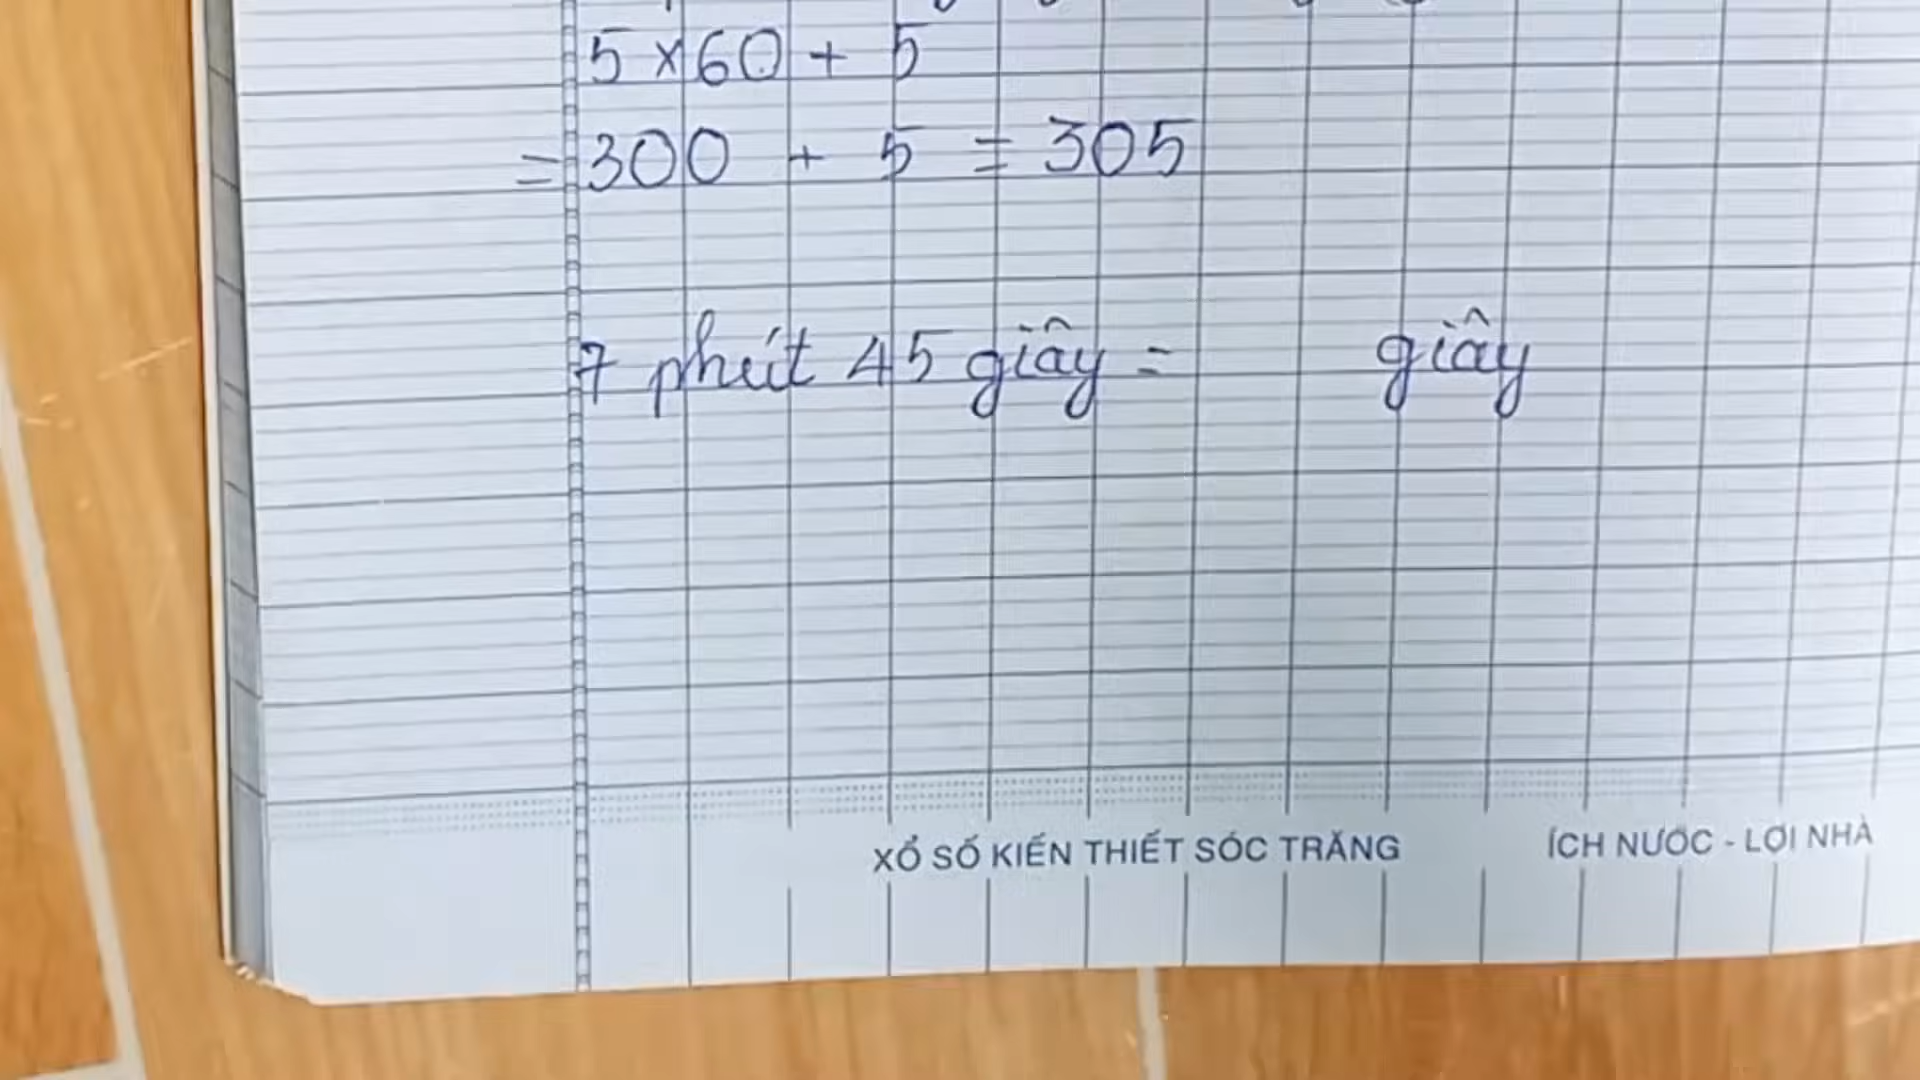 5 x 60 + 5
= 300 + 5 = 305
7 phút 45 giây = giây
XỔ SỐ KIẾN THIẾT SÓC TRĂNG ÍCH NƯỚC - LỢI NHÀ